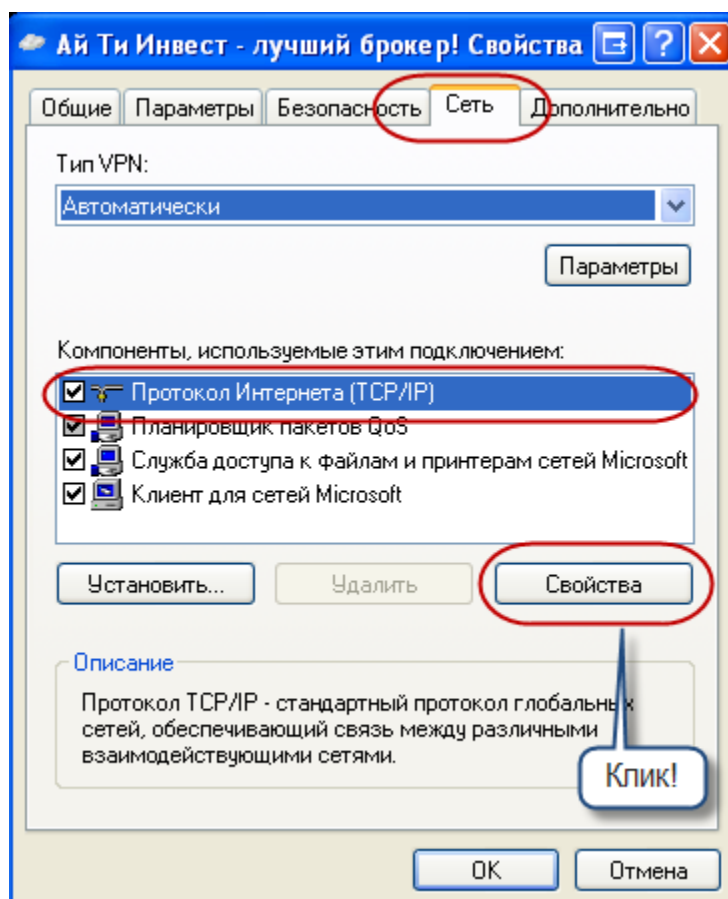 Ай Ти Инвест - лучший брокер! Свойства
Общие Параметры Безопасность Сеть Дополнительно
Тип VPN:
Автоматически
Параметры
Компоненты, используемые этим подключением:
Протокол Интернета (TCP/IP)
Планировщик пакетов QoS
Служба доступа к файлам и принтерам сетей Microsoft
Клиент для сетей Microsoft
Установить... Удалить Свойства
Описание
Протокол TCP/IP - стандартный протокол глобальных
сетей, обеспечивающий связь между различными
взаимодействующими сетями.
Клик!
OK Отмена